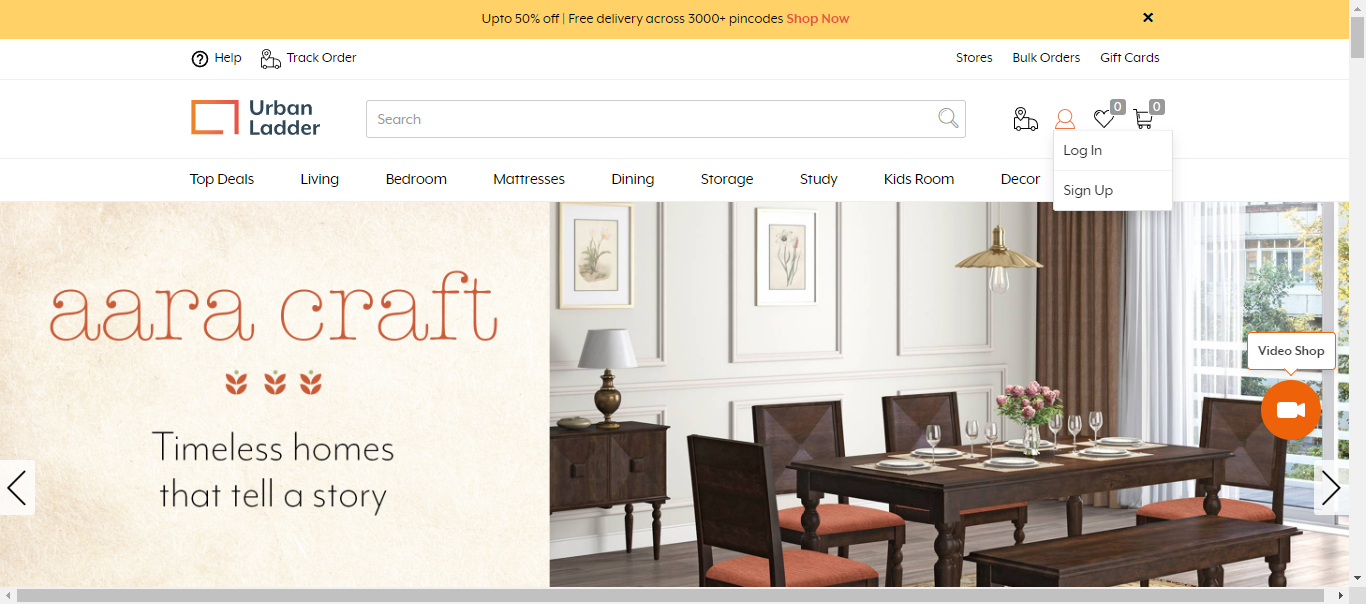 Upto 50% off | Free delivery across 3000+ pincodes Shop Now
Help
Track Order
Stores
Bulk Orders
Gift Cards
Urban
Ladder
Search
0
0
Log In
Sign Up
Top Deals
Living
Bedroom
Mattresses
Dining
Storage
Study
Kids Room
Decor
aara craft
Timeless homes
that tell a story
Video Shop